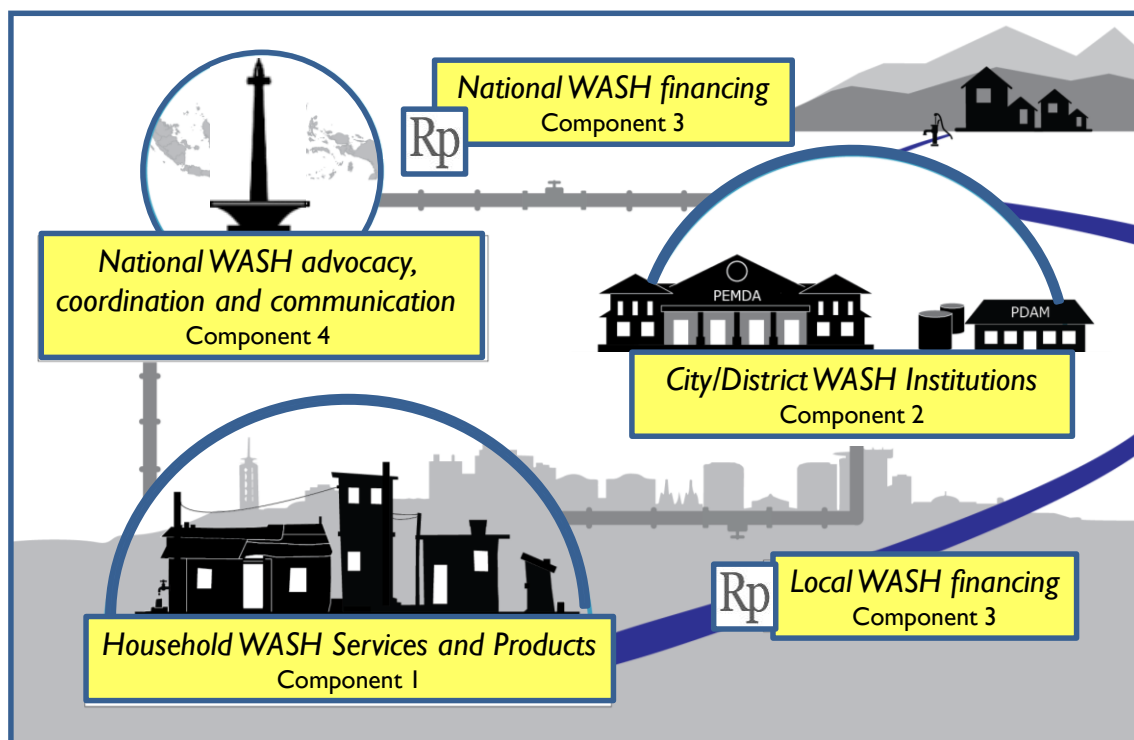 National WASH financing
Component 3
Rp
National WASH advocacy,
coordination and communication
Component 4
PEMDA
PDAM
City/District WASH Institutions
Component 2
Rp
Local WASH financing
Component 3
Household WASH Services and Products
Component 1